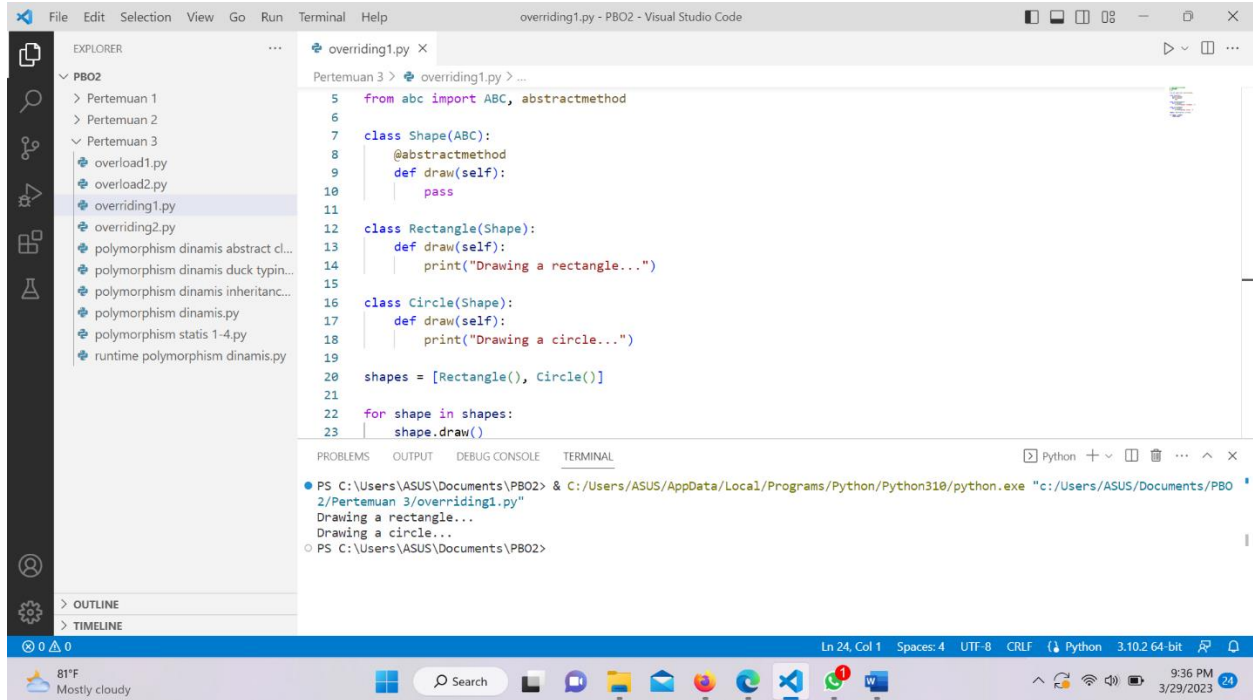 File Edit Selection View Go Run Terminal Help
overriding1.py - PBO2 - Visual Studio Code
EXPLORER
PBO2
Pertemuan 1
Pertemuan 2
Pertemuan 3
overload1.py
overload2.py
overriding1.py
overriding2.py
polymorphism dinamis abstract cl...
polymorphism dinamis duck typin...
polymorphism dinamis inheritanc...
polymorphism dinamis.py
polymorphism statis 1-4.py
runtime polymorphism dinamis.py
OUTLINE
TIMELINE
overriding1.py
Pertemuan 3 > overriding1.py > ...
5 from abc import ABC, abstractmethod
6
7 class Shape(ABC):
8     @abstractmethod
9     def draw(self):
10         pass
11
12 class Rectangle(Shape):
13     def draw(self):
14         print("Drawing a rectangle...")
15
16 class Circle(Shape):
17     def draw(self):
18         print("Drawing a circle...")
19
20 shapes = [Rectangle(), Circle()]
21
22 for shape in shapes:
23     shape.draw()
PROBLEMS OUTPUT DEBUG CONSOLE TERMINAL
Python
PS C:\Users\ASUS\Documents\PBO2> & C:/Users/ASUS/AppData/Local/Programs/Python/Python310/python.exe "c:/Users/ASUS/Documents/PBO
2/Pertemuan 3/overriding1.py"
Drawing a rectangle...
Drawing a circle...
PS C:\Users\ASUS\Documents\PBO2>
0 0
Ln 24, Col 1 Spaces: 4 UTF-8 CRLF Python 3.10.2 64-bit
81°F
Mostly cloudy
Search
1
9:36 PM
3/29/2023
24